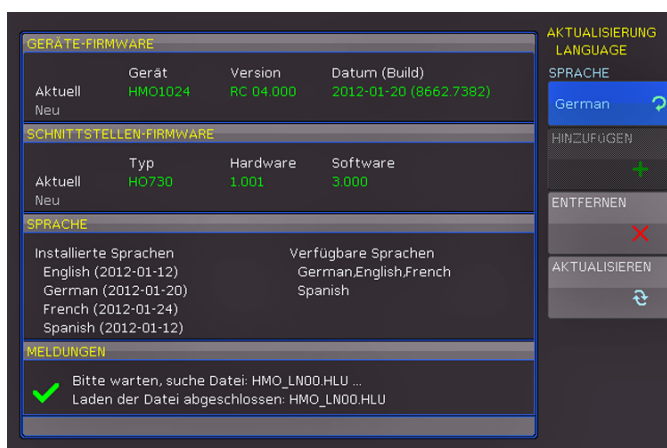 GERÄTE-FIRMWARE
Gerät Version Datum (Build)
Aktuell HMO1024 RC 04.000 2012-01-20 (8662.7382)
Neu
SCHNITTSTELLEN-FIRMWARE
Typ Hardware Software
Aktuell HO730 1.001 3.000
Neu
SPRACHE
Installierte Sprachen
English (2012-01-12)
German (2012-01-20)
French (2012-01-24)
Spanish (2012-01-12)
Verfügbare Sprachen
German,English,French
Spanish
MELDUNGEN
Bitte warten, suche Datei: HMO_LN00.HLU ...
Laden der Datei abgeschlossen: HMO_LN00.HLU
AKTUALISIERUNG
LANGUAGE
SPRACHE
German
HINZUFüGEN
ENTFERNEN
AKTUALISIEREN